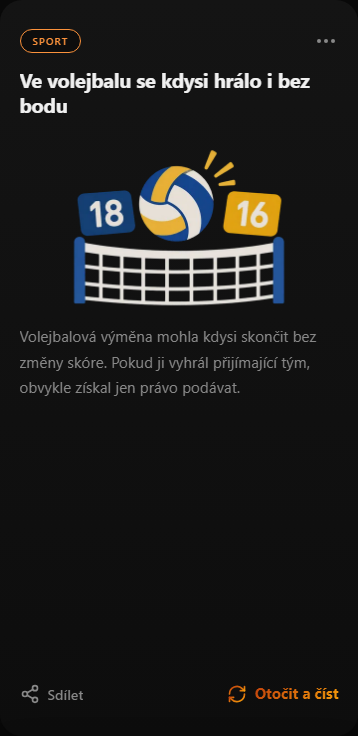 SPORT
Ve volejbalu se kdysi hrálo i bez
bodu
18
16
Volejbalová výměna mohla kdysi skončit bez
změny skóre. Pokud ji vyhrál přijímající tým,
obvykle získal jen právo podávat.
Sdílet
Otočit a číst